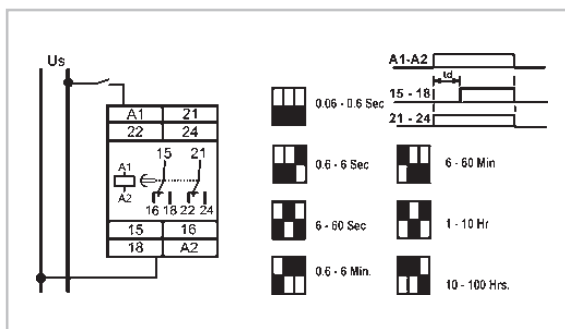 Us
A1 21
22 24
15 21
A1
A2
16 18 22 24
15 16
18 A2
0.06 - 0.6 Sec
0.6 - 6 Sec
6 - 60 Sec
0.6 - 6 Min.
A1-A2
td
15 - 18
21 - 24
6 - 60 Min
1 - 10 Hr
10 - 100 Hrs.